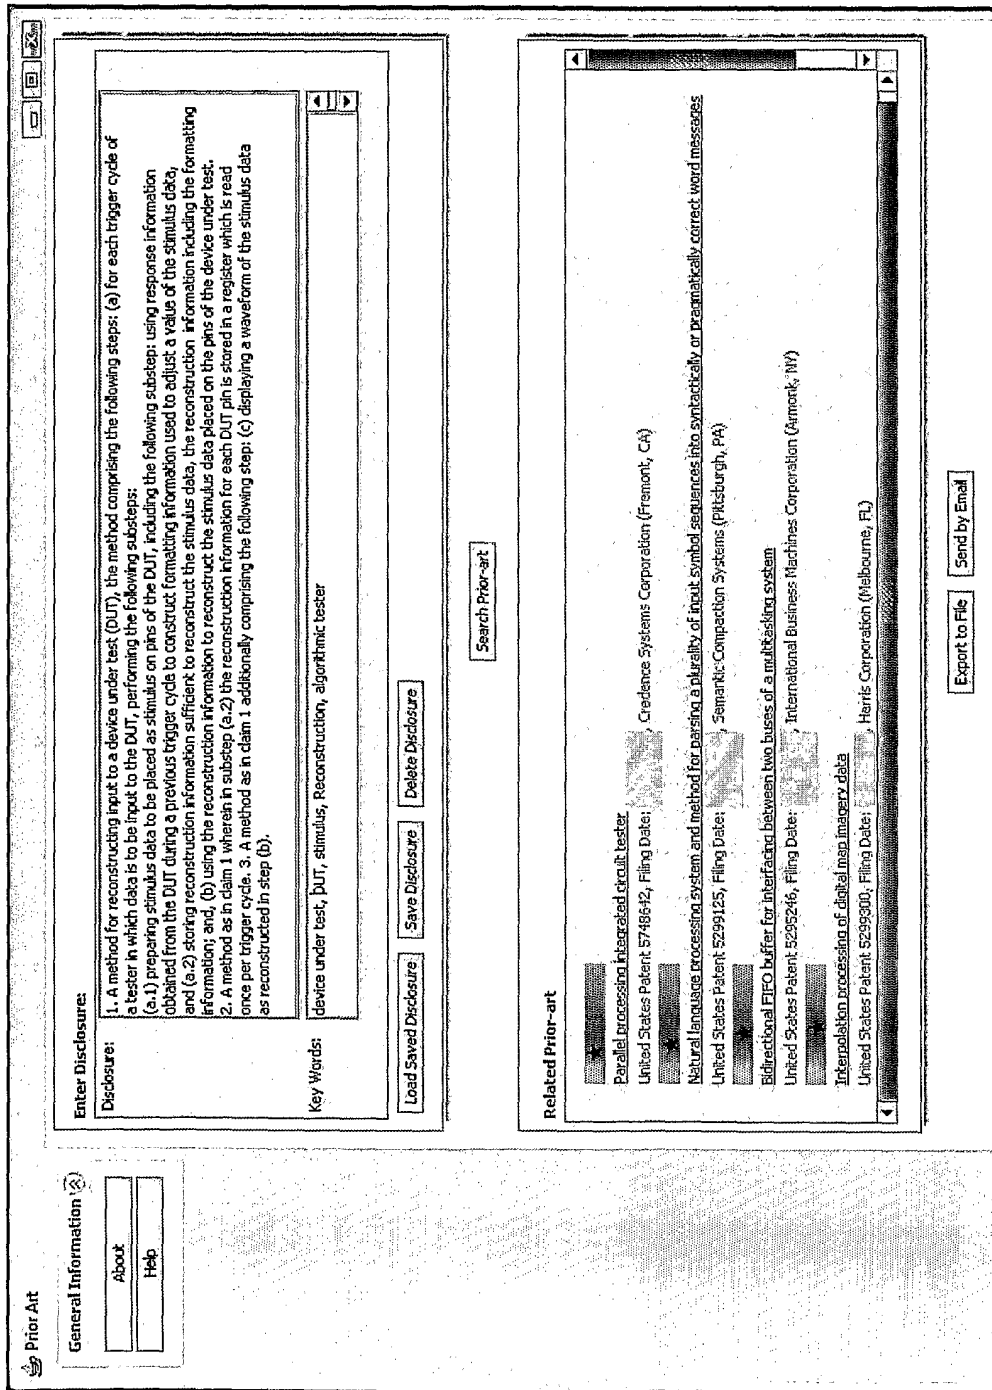 Prior Art
General Information
About
Help
Enter Disclosure:
Disclosure:
1. A method for reconstructing input to a device under test (DUT), the method comprising the following steps: (a) for each trigger cycle of
a tester in which data is to be input to the DUT, performing the following substeps:
(a.1) preparing stimulus data to be placed as stimulus on pins of the DUT, including the following substep: using response information
obtained from the DUT during a previous trigger cycle to construct formatting information used to adjust a value of the stimulus data,
and (a.2) storing reconstruction information sufficient to reconstruct the stimulus data, the reconstruction information including the formatting
information; and, (b) using the reconstruction information to reconstruct the stimulus data placed on the pins of the device under test.
2. A method as in claim 1 wherein in substep (a.2) the reconstruction information for each DUT pin is stored in a register which is read
once per trigger cycle. 3. A method as in claim 1 additionally comprising the following step: (c) displaying a waveform of the stimulus data
as reconstructed in step (b).
Key Words:
device under test, DUT, stimulus, Reconstruction, algorithmic tester
Load Saved Disclosure Save Disclosure Delete Disclosure
Search Prior-art
Related Prior-art
Parallel processing integrated circuit tester
United States Patent 5748642, Filing Date: , Credence Systems Corporation (Fremont, CA)
Natural language processing system and method for parsing a plurality of input symbol sequences into syntactically or pragmatically correct word messages
United States Patent 5299125, Filing Date: , Semantic Compaction Systems (Pittsburgh, PA)
Bidirectional FIFO buffer for interfacing between two buses of a multitasking system
United States Patent 5295246, Filing Date: , International Business Machines Corporation (Armonk, NY)
Interpolation processing of digital map imagery data
United States Patent 5299300, Filing Date: , Harris Corporation (Melbourne, FL)
Export to File Send by Email